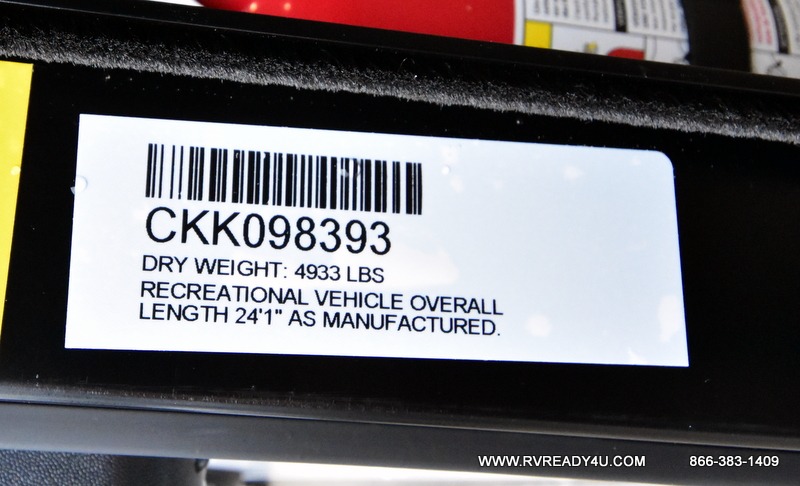 CKK098393
DRY WEIGHT: 4933 LBS
RECREATIONAL VEHICLE OVERALL
LENGTH 24'1" AS MANUFACTURED.
WWW.RVREADY4U.COM 866-383-1409